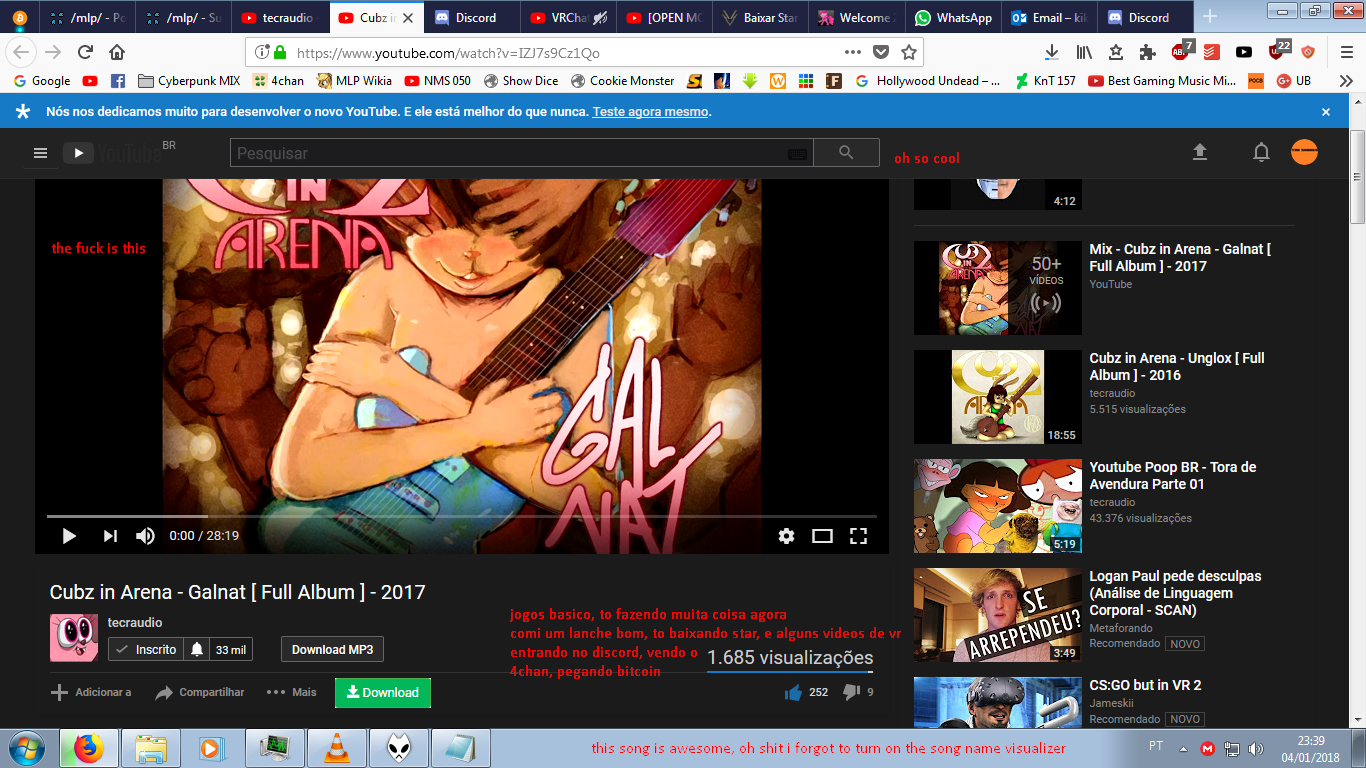 /mlp/ - Po
/mlp/ - Su
tecraudio -
Cubz in
Discord
VRChat
[OPEN MO
Baixar Star
Welcome
WhatsApp
Email – kik
Discord
https://www.youtube.com/watch?v=IZJ7s9Cz1Qo
7
22
Google
Cyberpunk MIX
4chan
MLP Wikia
NMS 050
Show Dice
Cookie Monster
Hollywood Undead – ...
KnT 157
Best Gaming Music Mi...
UB
Nós nos dedicamos muito para desenvolver o novo YouTube. E ele está melhor do que nunca. Teste agora mesmo.
YouTube BR
Pesquisar
oh so cool
the fuck is this
IN
ARENA
GAL
NAT
0:00 / 28:19
Cubz in Arena - Galnat [ Full Album ] - 2017
tecraudio
Inscrito
33 mil
Download MP3
jogos basico, to fazendo muita coisa agora
comi um lanche bom, to baixando star, e alguns videos de vr
entrando no discord, vendo o
4chan, pegando bitcoin
1.685 visualizações
Adicionar a
Compartilhar
Mais
Download
252
9
4:12
50+
VÍDEOS
Mix - Cubz in Arena - Galnat [
Full Album ] - 2017
YouTube
Cubz in Arena - Unglox [ Full
Album ] - 2016
tecraudio
5.515 visualizações
18:55
Youtube Poop BR - Tora de
Avendura Parte 01
tecraudio
43.376 visualizações
5:19
SE
ARREPENDEU?
3:49
Logan Paul pede desculpas
(Análise de Linguagem
Corporal - SCAN)
Metaforando
Recomendado NOVO
CS:GO but in VR 2
Jameskii
Recomendado NOVO
this song is awesome, oh shit i forgot to turn on the song name visualizer
PT
23:39
04/01/2018